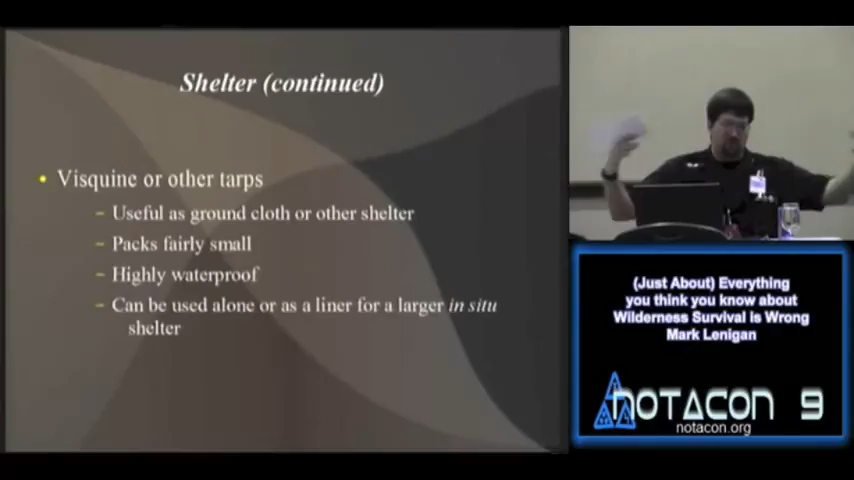 Shelter (continued)
• Visquine or other tarps
– Useful as ground cloth or other shelter
– Packs fairly small
– Highly waterproof
– Can be used alone or as a liner for a larger in situ
shelter
(Just About) Everything
you think you know about
Wilderness Survival is Wrong
Mark Lenigan
NOTACON 9
notacon.org